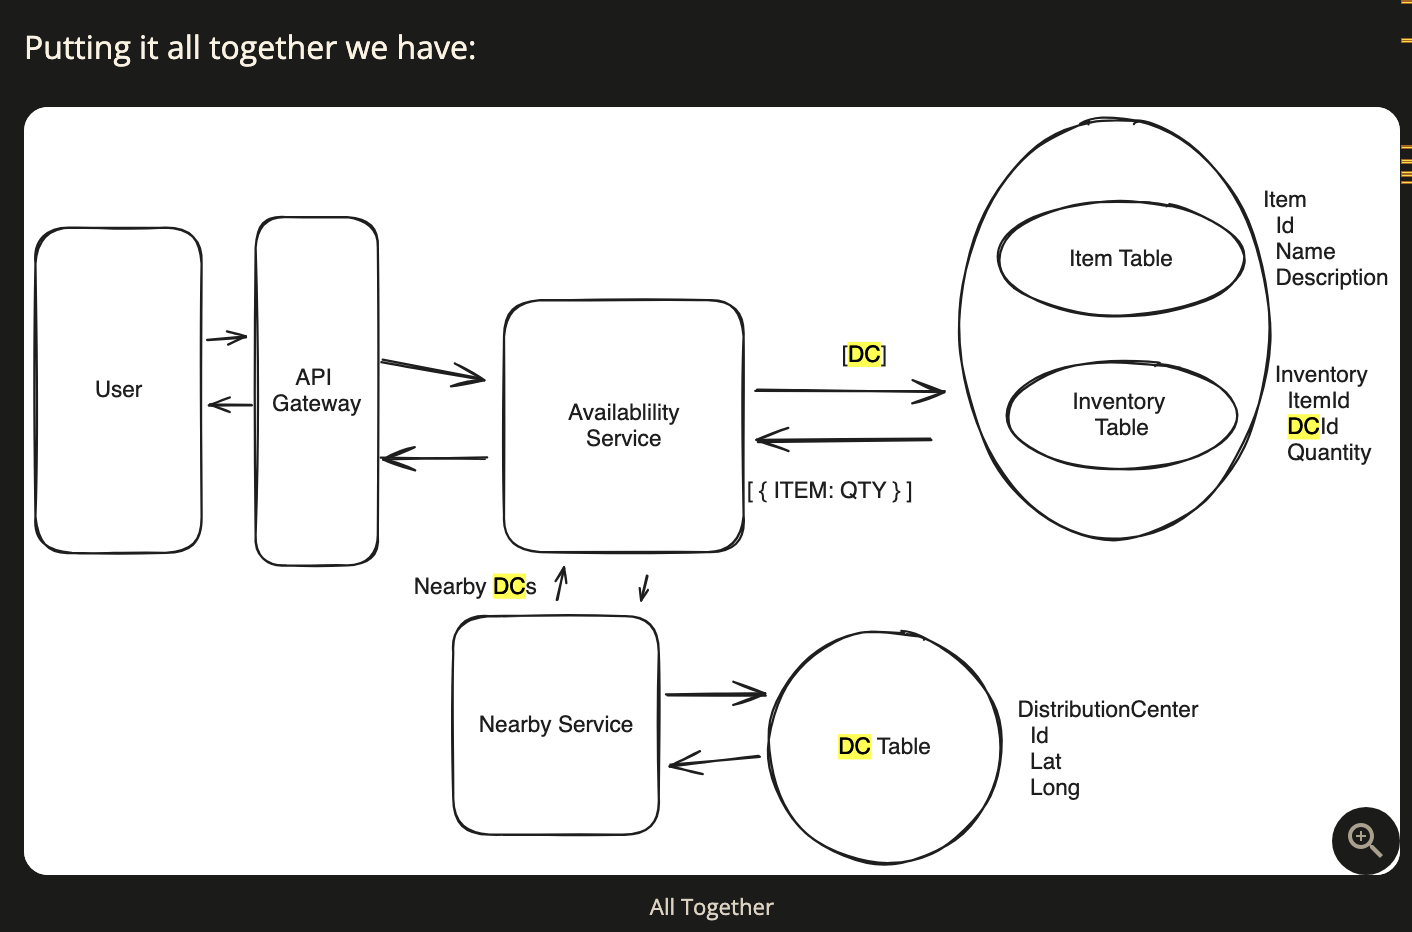 Putting it all together we have:
Item
Id
Name
Description
Item Table
User
API
Gateway
Availablility
Service
[DC]
[ { ITEM: QTY } ]
Inventory
Table
Inventory
ItemId
DCId
Quantity
Nearby DCs
Nearby Service
DC Table
DistributionCenter
Id
Lat
Long
All Together